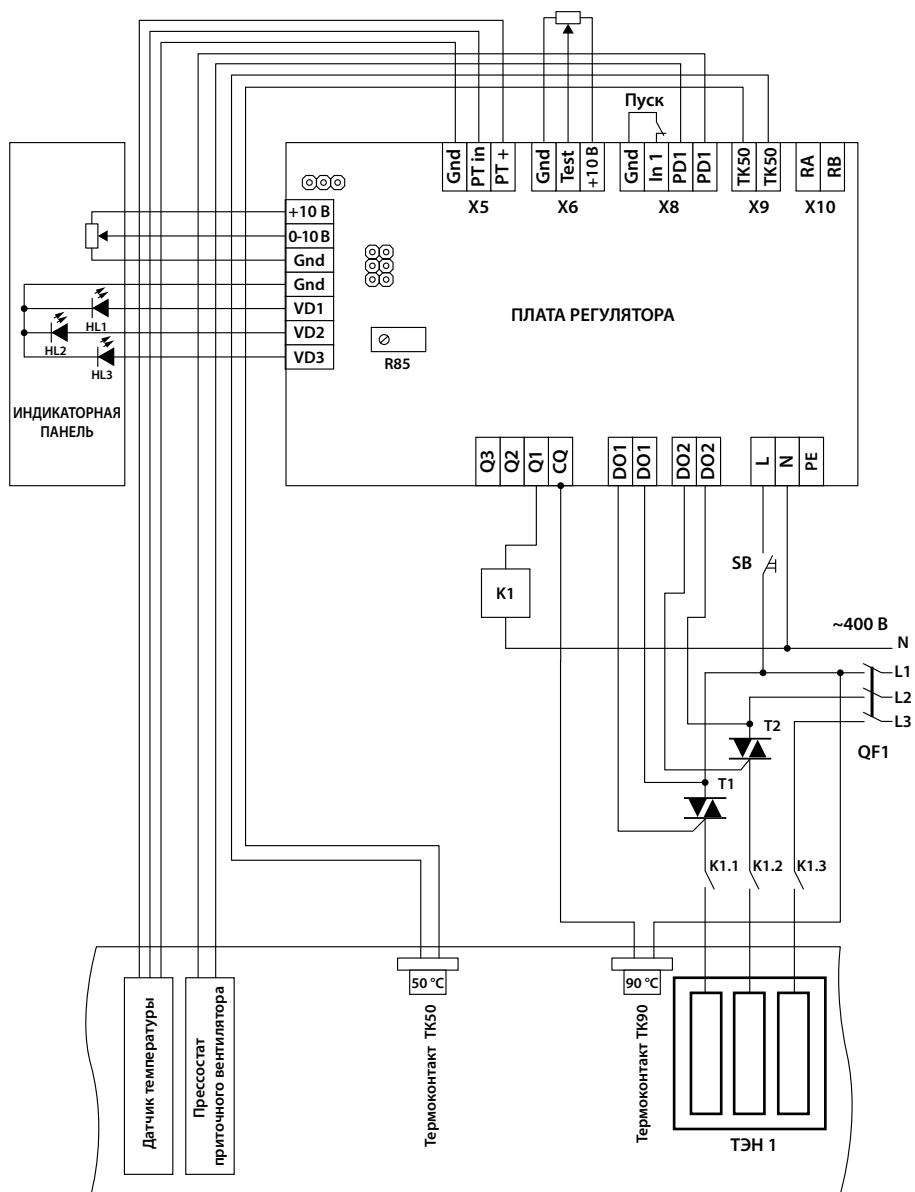 Пуск
Gnd
PT in
PT +
Gnd
Test
+10 В
Gnd
In 1
PD1
PD1
TK50
TK50
RA
RB
X5
X6
X8
X9
X10
+10 В
0-10 В
Gnd
Gnd
VD1
VD2
VD3
HL1
HL2
HL3
ИНДИКАТОРНАЯ
ПАНЕЛЬ
ПЛАТА РЕГУЛЯТОРА
R85
Q3
Q2
Q1
CQ
DO1
DO1
DO2
DO2
L
N
PE
SB
K1
~400 В
N
L1
L2
L3
QF1
T2
T1
K1.1
K1.2
K1.3
50 °C
90 °C
Датчик температуры
Прессостат
приточного вентилятора
Термоконтакт TK50
Термоконтакт TK90
ТЭН 1